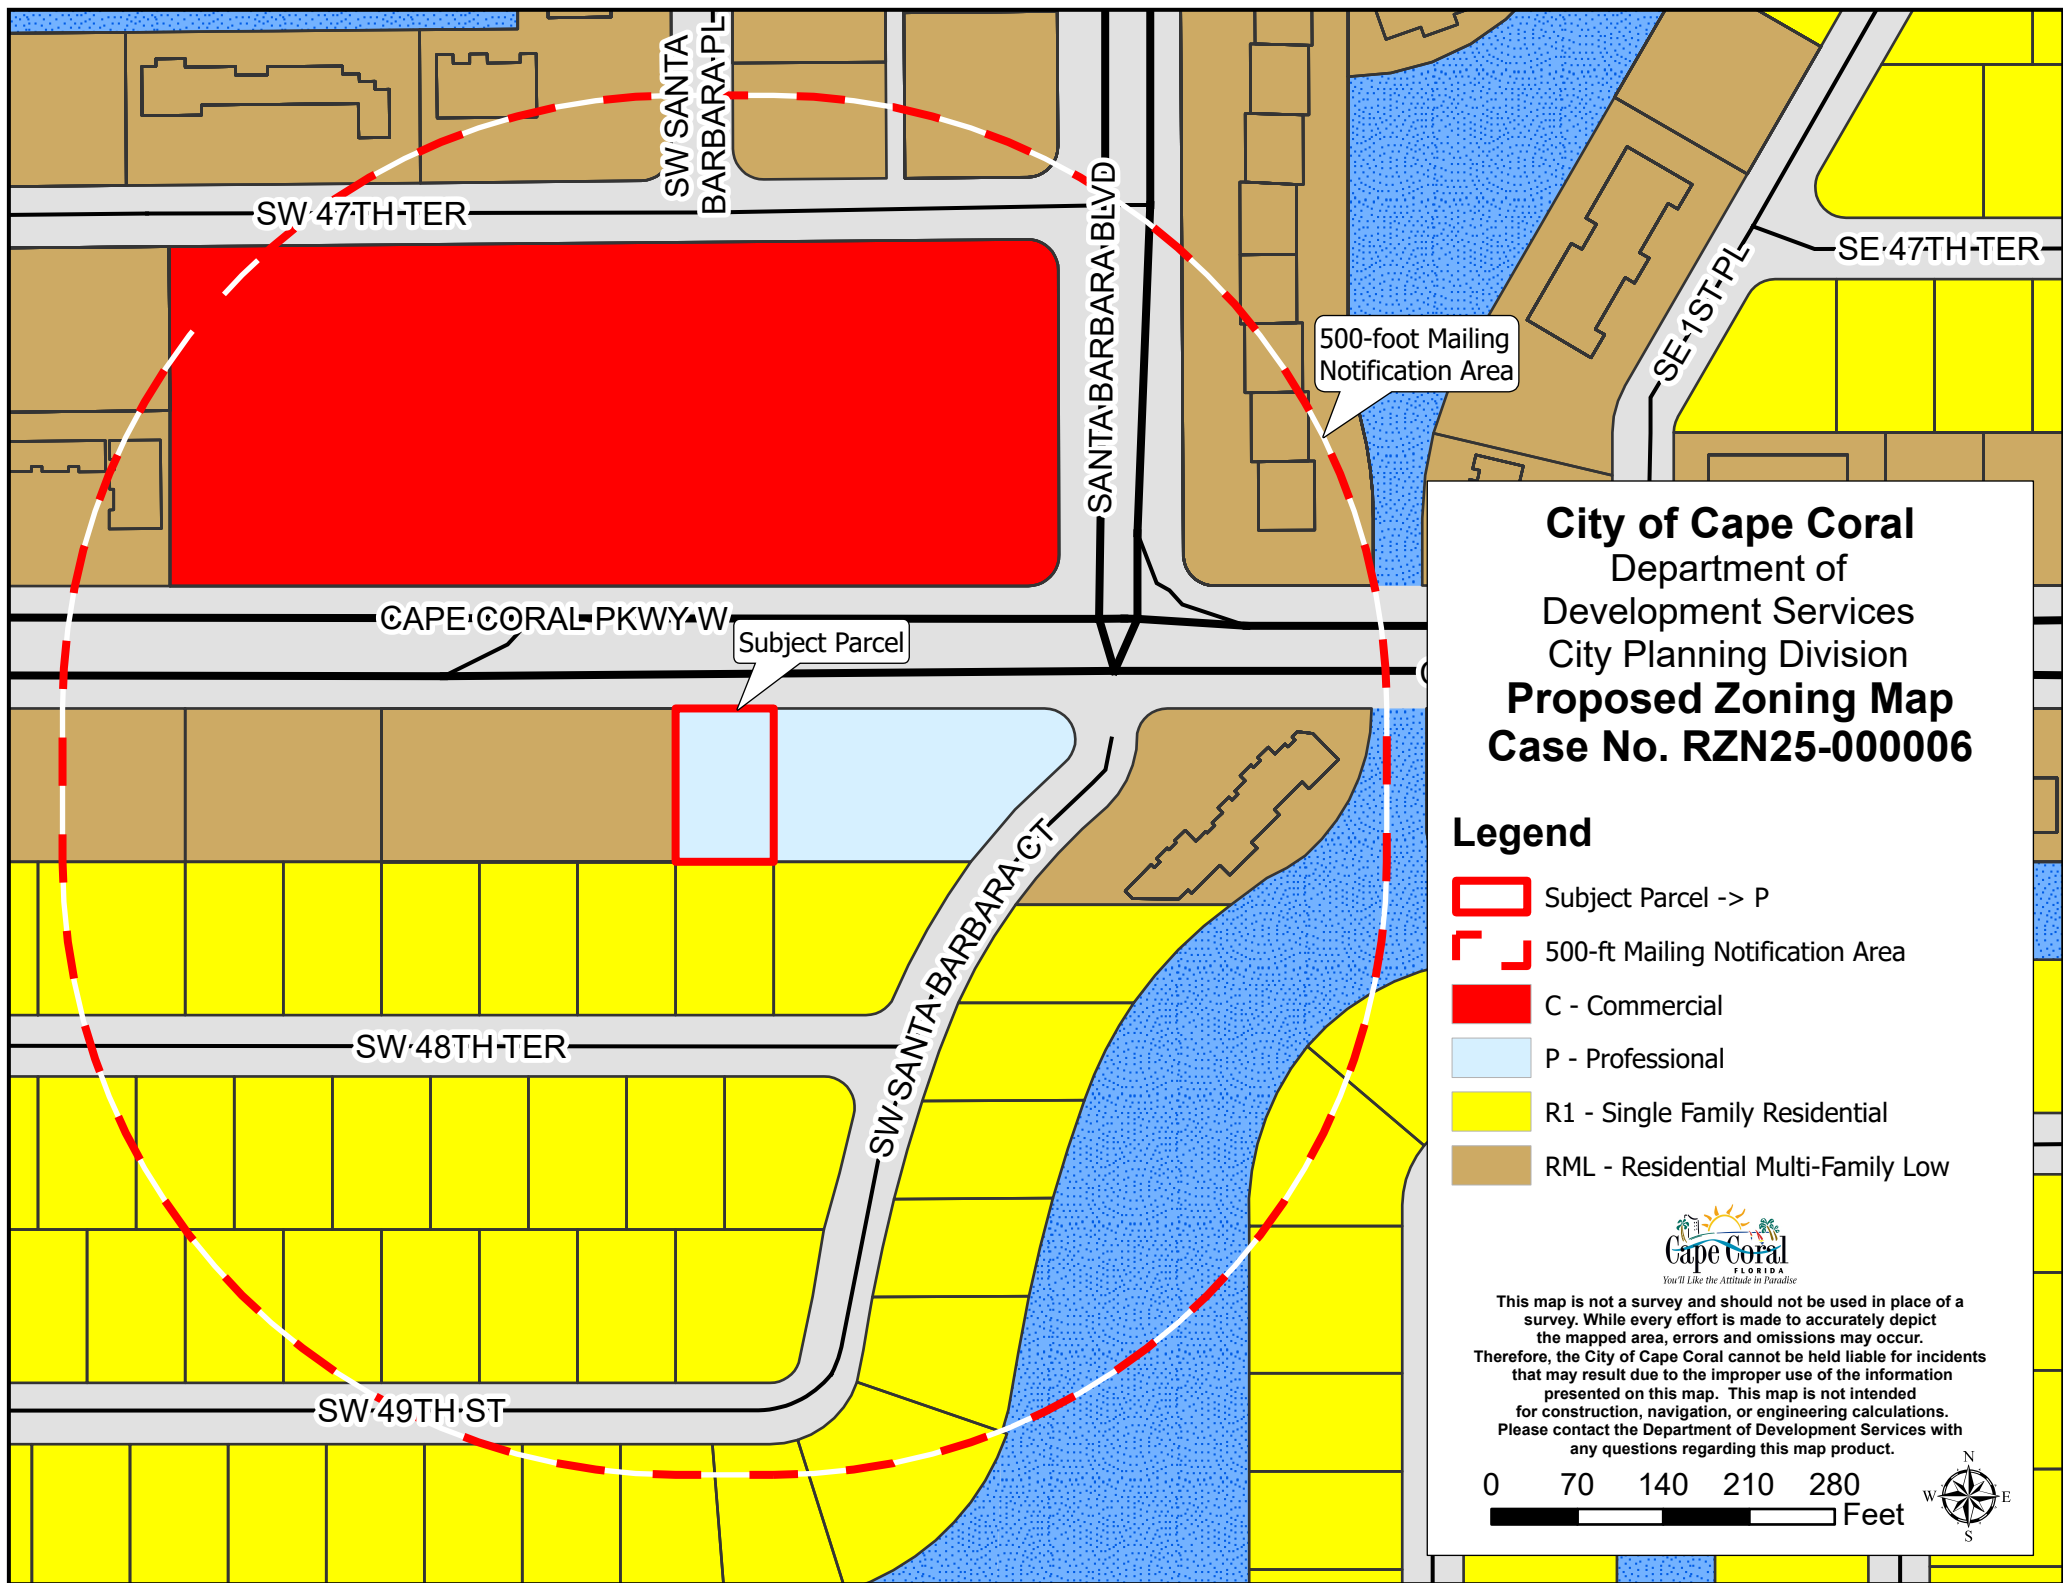 SW SANTA
BARBARA PL
SW 47TH TER
SANTA BARBARA BLVD
SE 47TH TER
SE 1ST PL
500-foot Mailing
Notification Area
CAPE CORAL PKWY W
Subject Parcel
SW SANTA BARBARA CT
SW 48TH TER
SW 49TH ST
City of Cape Coral
Department of
Development Services
City Planning Division
Proposed Zoning Map
Case No. RZN25-000006
Legend
Subject Parcel -> P
500-ft Mailing Notification Area
C - Commercial
P - Professional
R1 - Single Family Residential
RML - Residential Multi-Family Low
Cape Coral
FLORIDA
You'll Like the Attitude in Paradise
This map is not a survey and should not be used in place of a
survey. While every effort is made to accurately depict
the mapped area, errors and omissions may occur.
Therefore, the City of Cape Coral cannot be held liable for incidents
that may result due to the improper use of the information
presented on this map. This map is not intended
for construction, navigation, or engineering calculations.
Please contact the Department of Development Services with
any questions regarding this map product.
0 70 140 210 280
Feet
N
W E
S